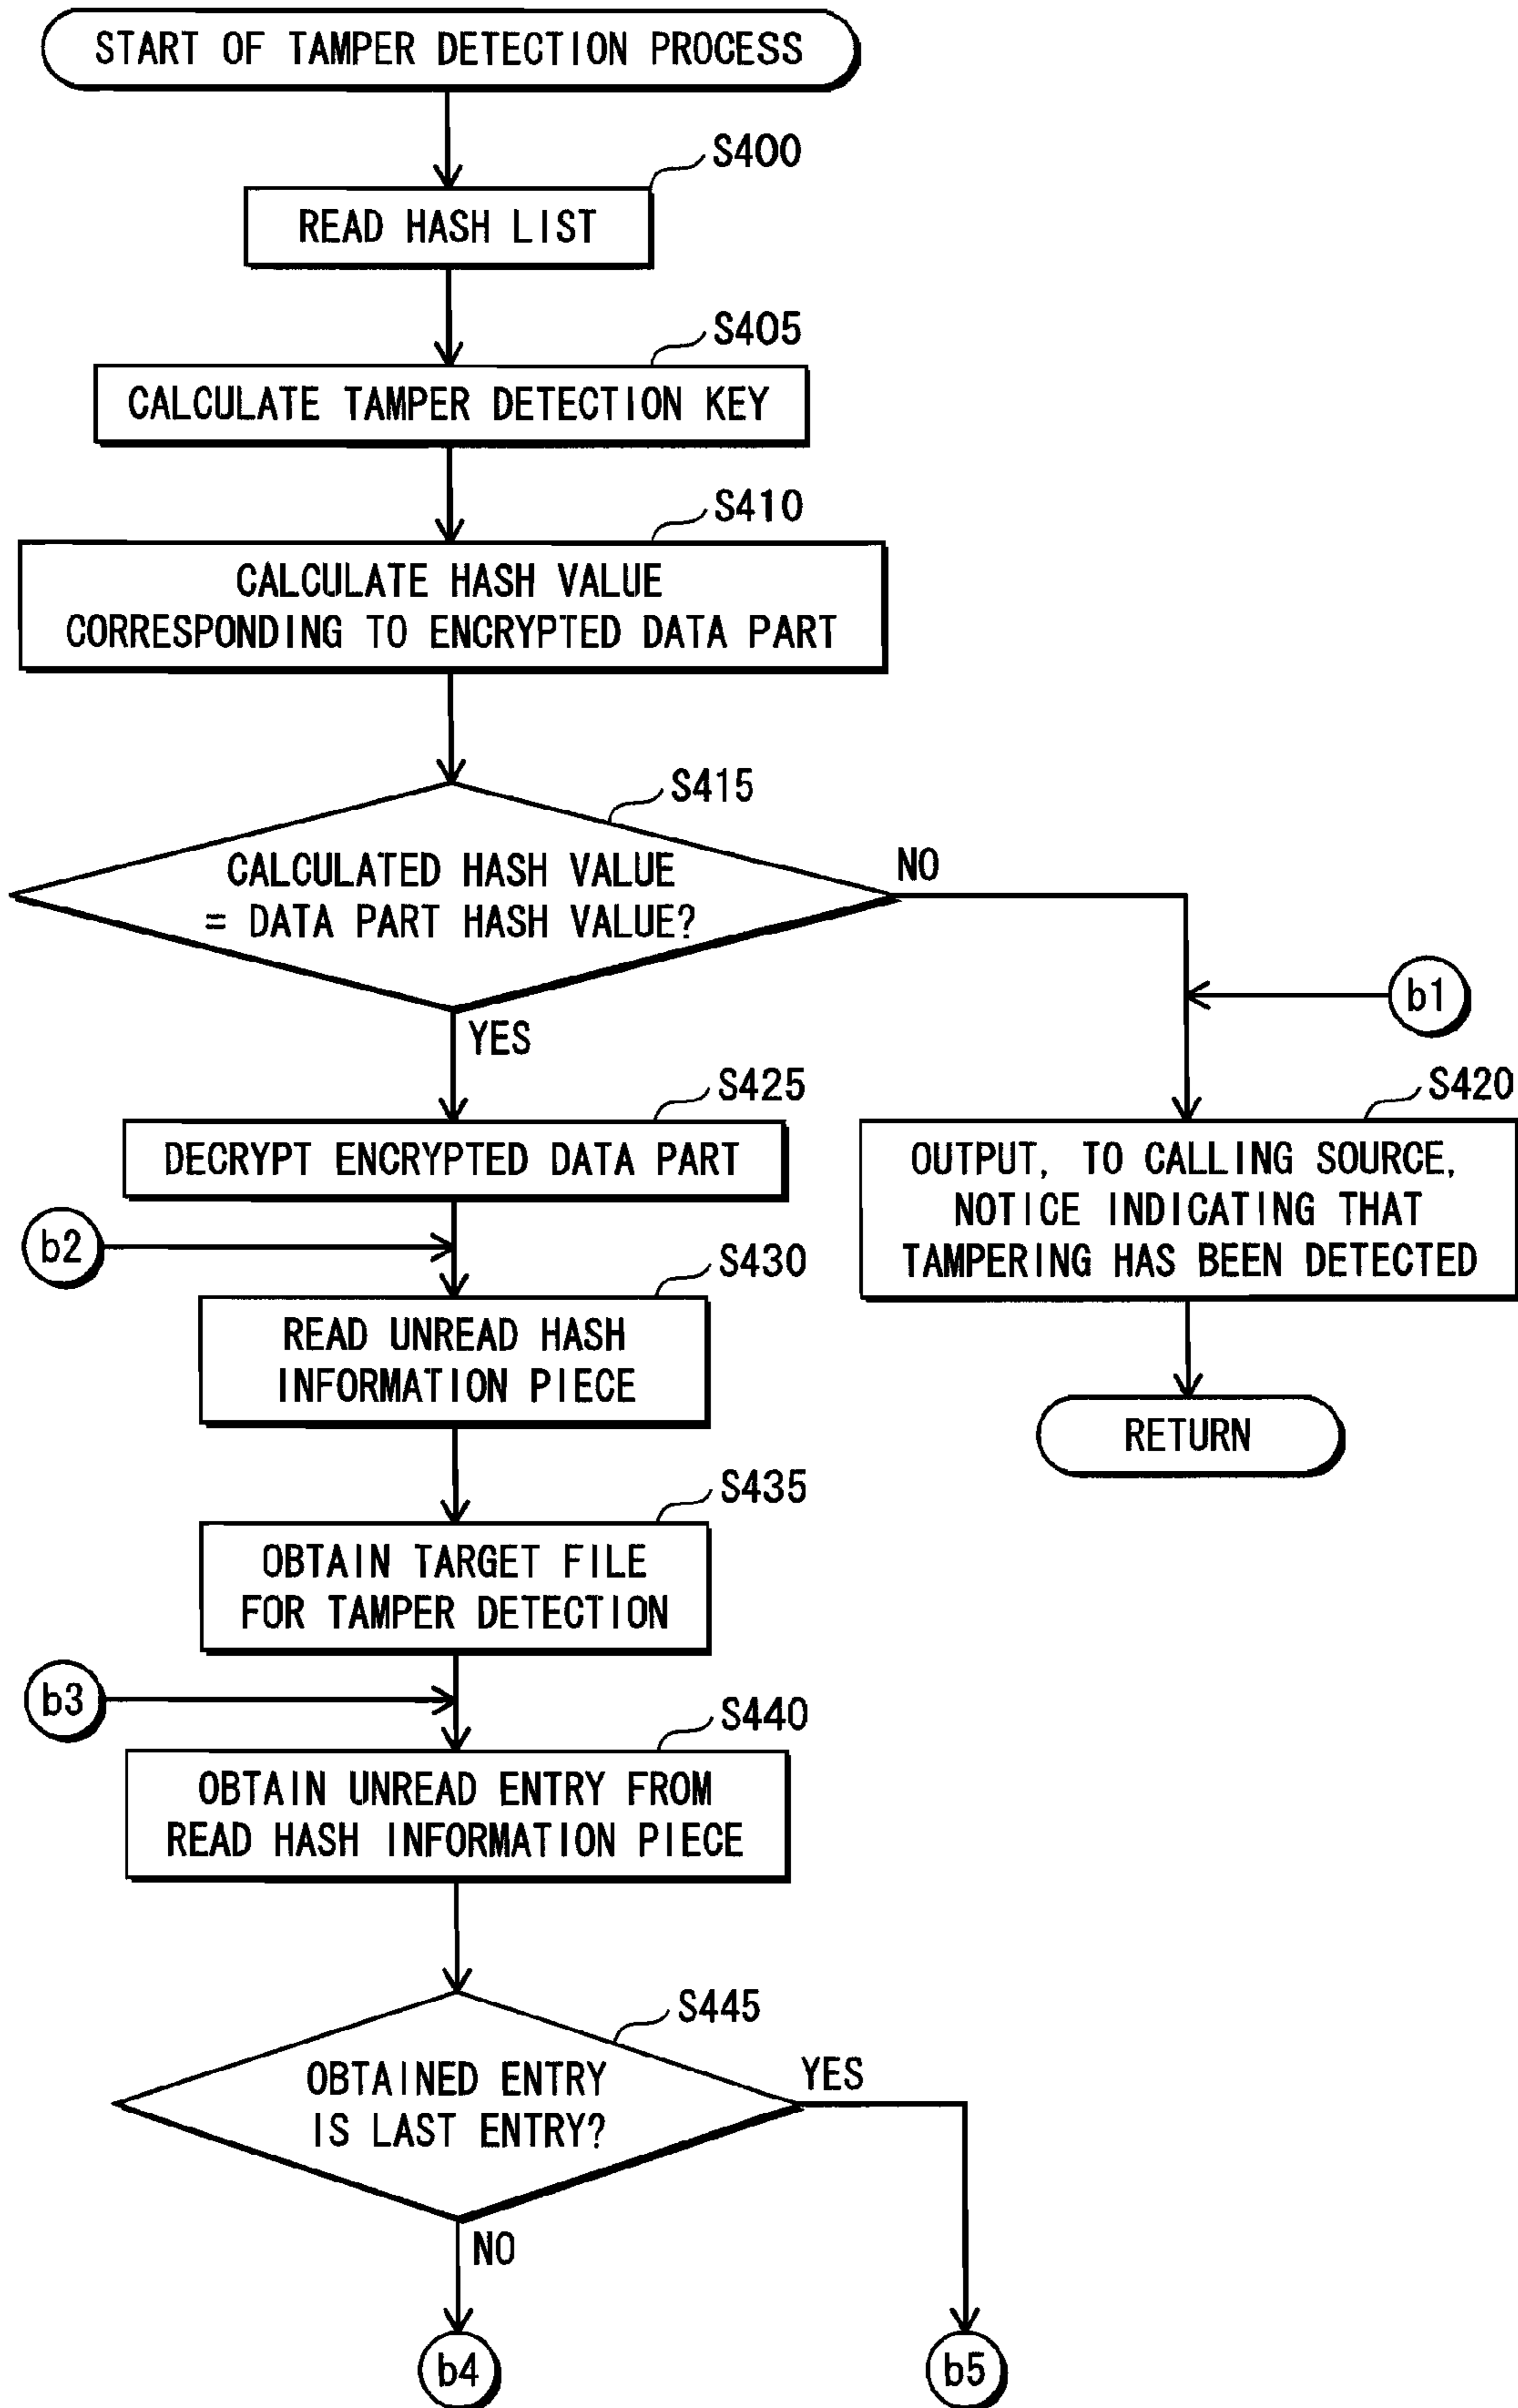 START OF TAMPER DETECTION PROCESS
S400
READ HASH LIST
S405
CALCULATE TAMPER DETECTION KEY
S410
CALCULATE HASH VALUE
CORRESPONDING TO ENCRYPTED DATA PART
S415
CALCULATED HASH VALUE
= DATA PART HASH VALUE?
NO
YES
b1
S420
OUTPUT, TO CALLING SOURCE,
NOTICE INDICATING THAT
TAMPERING HAS BEEN DETECTED
RETURN
S425
DECRYPT ENCRYPTED DATA PART
b2
S430
READ UNREAD HASH
INFORMATION PIECE
S435
OBTAIN TARGET FILE
FOR TAMPER DETECTION
b3
S440
OBTAIN UNREAD ENTRY FROM
READ HASH INFORMATION PIECE
S445
OBTAINED ENTRY
IS LAST ENTRY?
YES
NO
b4
b5